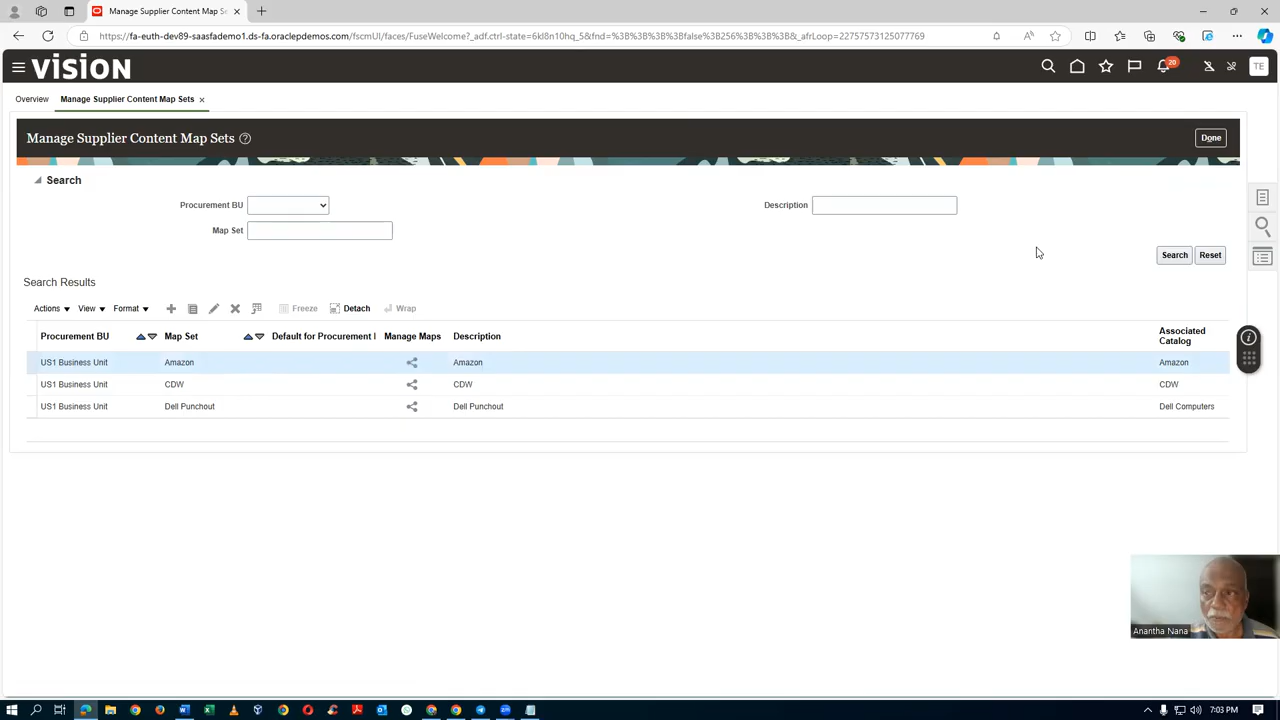 Manage Supplier Content Map Se
https://fa-euth-dev89-saasfademo1.ds-fa.oraclepdemos.com/fscmUI/faces/FuseWelcome?_adf.ctrl-state=6kl8n10hq_5&fnd=%3B%3B%3B%3Bfalse%3B256%3B%3B%3B&_afrLoop=22757573125077769
VISION
20
TE
Overview
Manage Supplier Content Map Sets
Manage Supplier Content Map Sets
Done
Search
Procurement BU
Description
Map Set
Search Reset
Search Results
Actions View Format Freeze Detach Wrap
Procurement BU Map Set Default for Procurement I Manage Maps Description Associated Catalog
US1 Business Unit Amazon Amazon Amazon
US1 Business Unit CDW CDW CDW
US1 Business Unit Dell Punchout Dell Punchout Dell Computers
Anantha Nana
7:03 PM